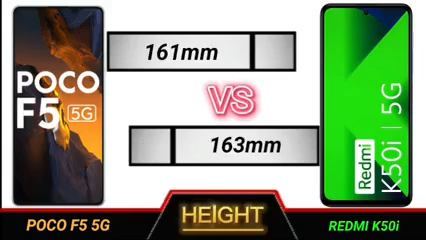 POCO
F5 5G
161mm
VS
163mm
Redmi
K50i | 5G
HEIGHT
POCO F5 5G
REDMI K50i